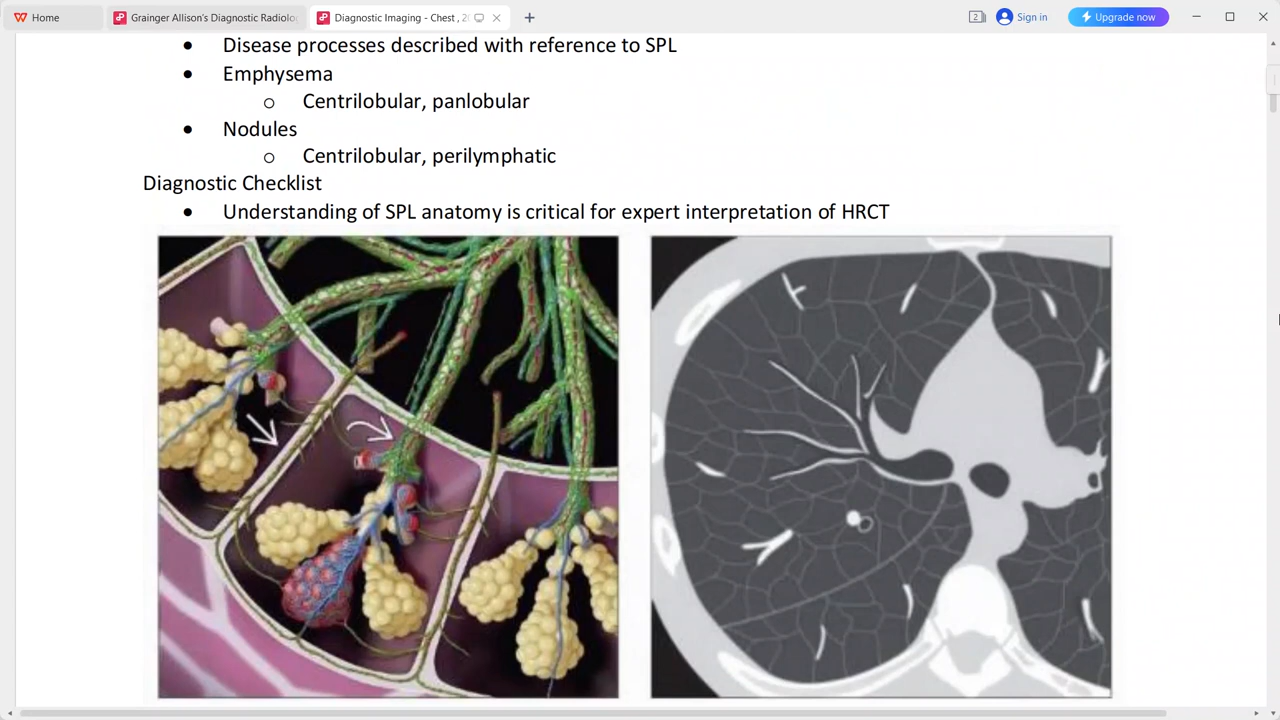 Home
Grainger Allison's Diagnostic Radiolo
Diagnostic Imaging - Chest , 2
2
Sign in
Upgrade now
• Disease processes described with reference to SPL
• Emphysema
o Centrilobular, panlobular
• Nodules
o Centrilobular, perilymphatic
Diagnostic Checklist
• Understanding of SPL anatomy is critical for expert interpretation of HRCT